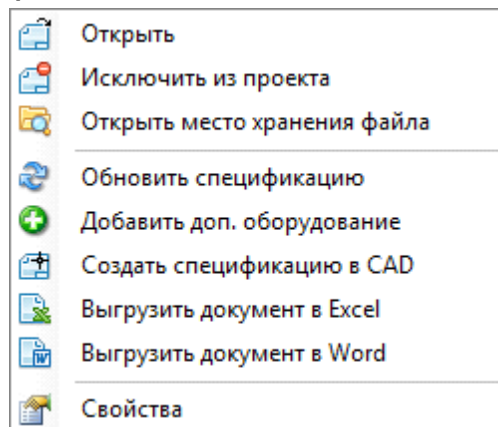 Открыть
Исключить из проекта
Открыть место хранения файла
Обновить спецификацию
Добавить доп. оборудование
Создать спецификацию в CAD
Выгрузить документ в Excel
Выгрузить документ в Word
Свойства